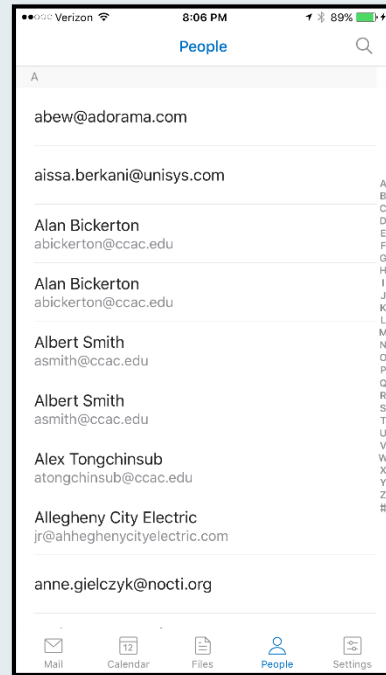 Verizon 8:06 PM 89%
People
A
abew@adorama.com
aissa.berkani@unisys.com
Alan Bickerton
abickerton@ccac.edu
Alan Bickerton
abickerton@ccac.edu
Albert Smith
asmith@ccac.edu
Albert Smith
asmith@ccac.edu
Alex Tongchinsub
atongchinsub@ccac.edu
Allegheny City Electric
jr@ahheghenycityelectric.com
anne.gielczyk@nocti.org
A
B
C
D
E
F
G
H
I
J
K
L
M
N
O
P
Q
R
S
T
U
V
W
X
Y
Z
#
12
Mail Calendar Files People Settings